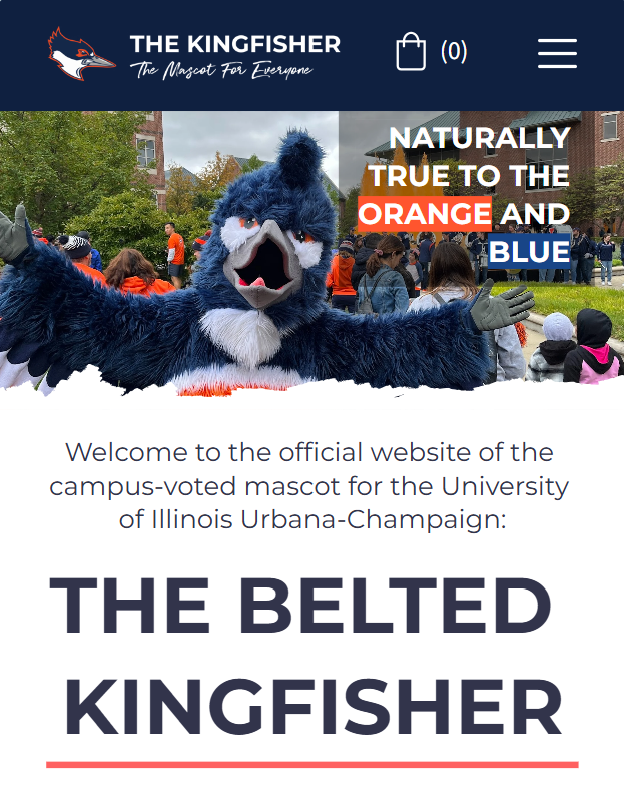 THE KINGFISHER
The Mascot For Everyone
(0)
NATURALLY
TRUE TO THE
ORANGE AND
BLUE
Welcome to the official website of the
campus-voted mascot for the University
of Illinois Urbana-Champaign:
THE BELTED
KINGFISHER